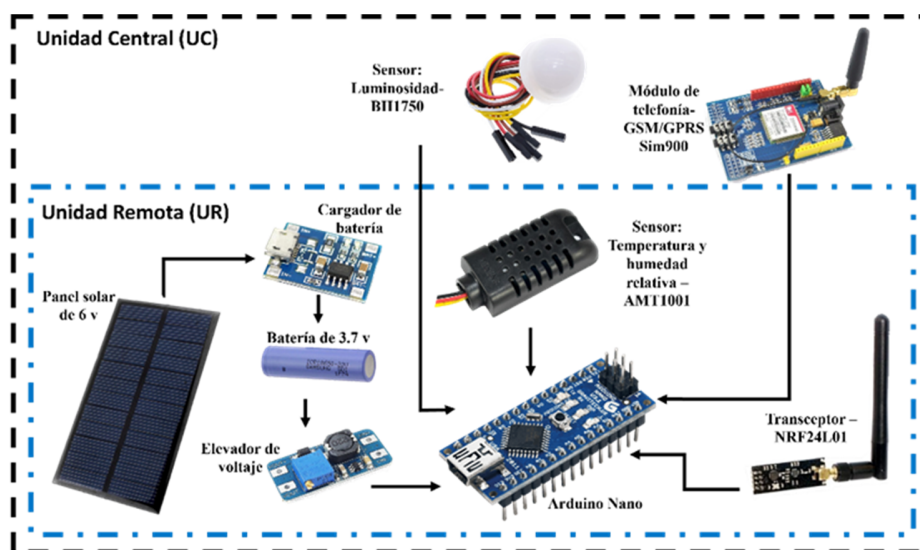 Unidad Central (UC)
Sensor:
Luminosidad-
BH1750
Módulo de
telefonía-
GSM/GPRS
Sim900
Unidad Remota (UR)
Cargador de
batería
Sensor:
Temperatura y
humedad
relativa –
AMT1001
Panel solar
de 6 v
Batería de 3.7 v
Elevador de
voltaje
Transceptor –
NRF24L01
Arduino Nano